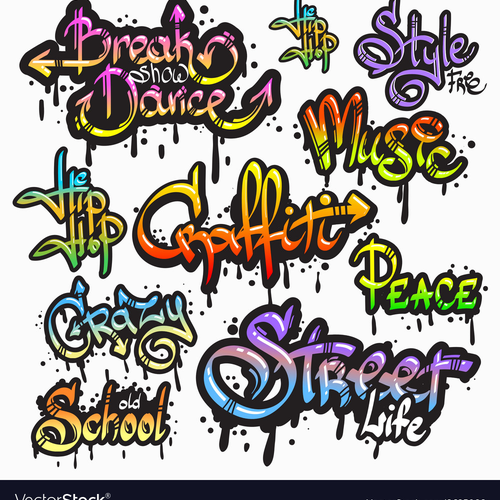 Break
show
Dance
Hip
Hop
Style
Free
Music
Hip
Hop
Graffiti
Peace
Crazy
Street
Life
old
School
VectorStock®